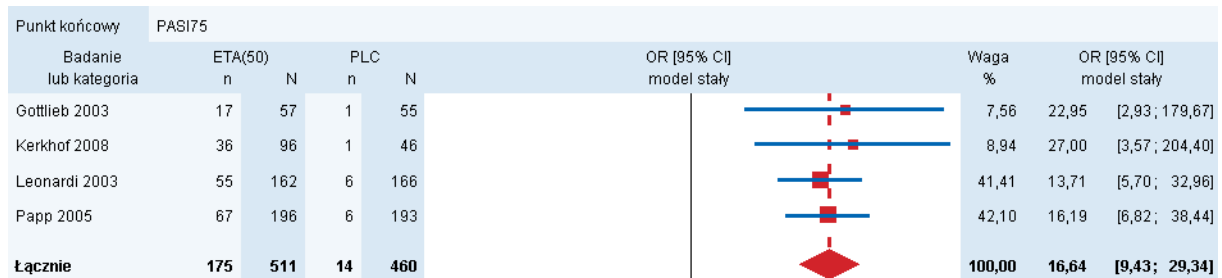 Punkt końcowy PASI75
Badanie ETA(50) PLC OR [95% CI] Waga OR [95% CI]
lub kategoria n N n N model stały % model stały
Gottlieb 2003 17 57 1 55 7,56 22,95 [2,93 ; 179,67]
Kerkhof 2008 36 96 1 46 8,94 27,00 [3,57 ; 204,40]
Leonardi 2003 55 162 6 166 41,41 13,71 [5,70 ; 32,96]
Papp 2005 67 196 6 193 42,10 16,19 [6,82 ; 38,44]
Łącznie 175 511 14 460 100,00 16,64 [9,43 ; 29,34]